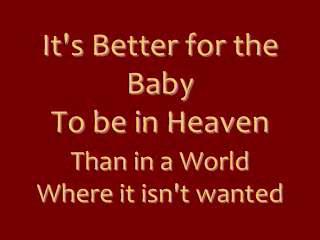 It's Better for the
Baby
To be in Heaven
Than in a World
Where it isn't wanted